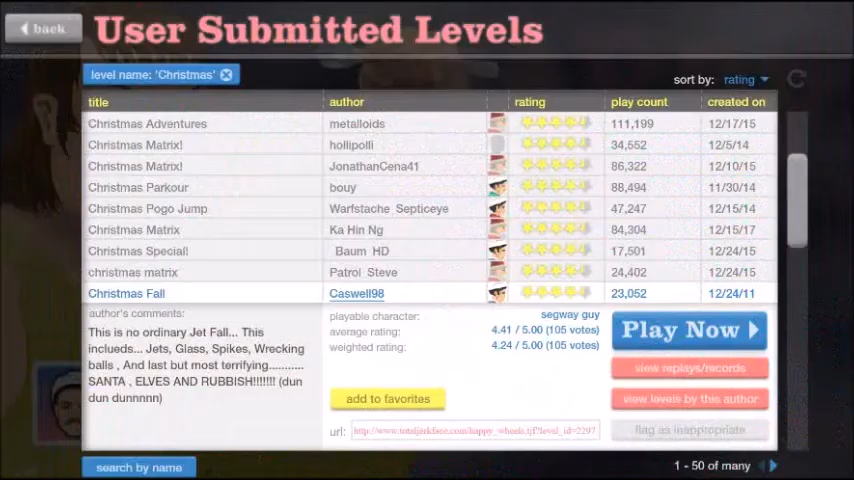 back
User Submitted Levels
level name: 'Christmas'
sort by: rating
title author rating play count created on
Christmas Adventures metalloids 111,199 12/17/15
Christmas Matrix! hollipolli 34,552 12/5/14
Christmas Matrix! JonathanCena41 86,322 12/10/15
Christmas Parkour bouy 88,494 11/30/14
Christmas Pogo Jump Warfstache Septiceye 47,247 12/15/14
Christmas Matrix Ka Hin Ng 84,304 12/15/17
Christmas Special! Baum HD 17,501 12/24/15
christmas matrix Patrol Steve 24,402 12/24/15
Christmas Fall Caswell98 23,052 12/24/11
author's comments:
This is no ordinary Jet Fall... This
inclueds... Jets, Glass, Spikes, Wrecking
balls , And last but most terrifying..........
SANTA , ELVES AND RUBBISH!!!!!!! (dun
dun dunnnnn)
playable character: segway guy
average rating: 4.41 / 5.00 (105 votes)
weighted rating: 4.24 / 5.00 (105 votes)
add to favorites
url: http://www.totaljerkface.com/happy_wheels.tjf?level_id=2297
Play Now
view replays/records
view levels by this author
flag as inappropriate
search by name
1 - 50 of many